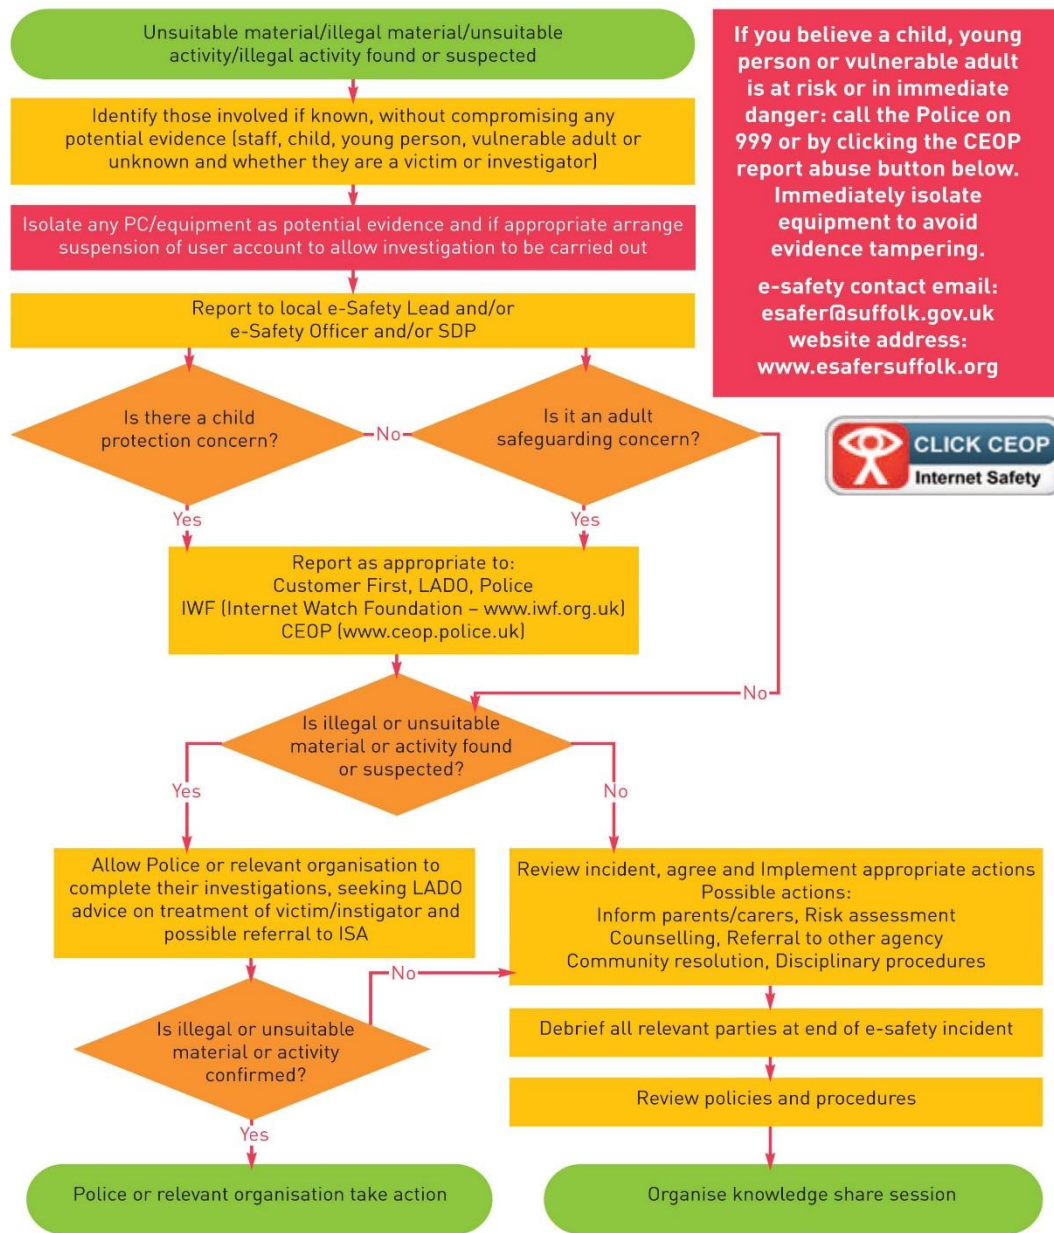 Unsuitable material/illegal material/unsuitable
activity/illegal activity found or suspected
If you believe a child, young
person or vulnerable adult
is at risk or in immediate
danger: call the Police on
999 or by clicking the CEOP
report abuse button below.
Immediately isolate
equipment to avoid
evidence tampering.
e-safety contact email:
esafer@suffolk.gov.uk
website address:
www.esafersuffolk.org
CLICK CEOP
Internet Safety
Identify those involved if known, without compromising any
potential evidence (staff, child, young person, vulnerable adult or
unknown and whether they are a victim or investigator)
Isolate any PC/equipment as potential evidence and if appropriate arrange
suspension of user account to allow investigation to be carried out
Report to local e-Safety Lead and/or
e-Safety Officer and/or SDP
Is there a child
protection concern?
No
Is it an adult
safeguarding concern?
Yes
Yes
Report as appropriate to:
Customer First, LADO, Police
IWF (Internet Watch Foundation – www.iwf.org.uk)
CEOP (www.ceop.police.uk)
No
Is illegal or unsuitable
material or activity found
or suspected?
Yes
No
Allow Police or relevant organisation to
complete their investigations, seeking LADO
advice on treatment of victim/instigator and
possible referral to ISA
Review incident, agree and Implement appropriate actions
Possible actions:
Inform parents/carers, Risk assessment
Counselling, Referral to other agency
Community resolution, Disciplinary procedures
No
Is illegal or unsuitable
material or activity
confirmed?
Debrief all relevant parties at end of e-safety incident
Review policies and procedures
Yes
Police or relevant organisation take action
Organise knowledge share session